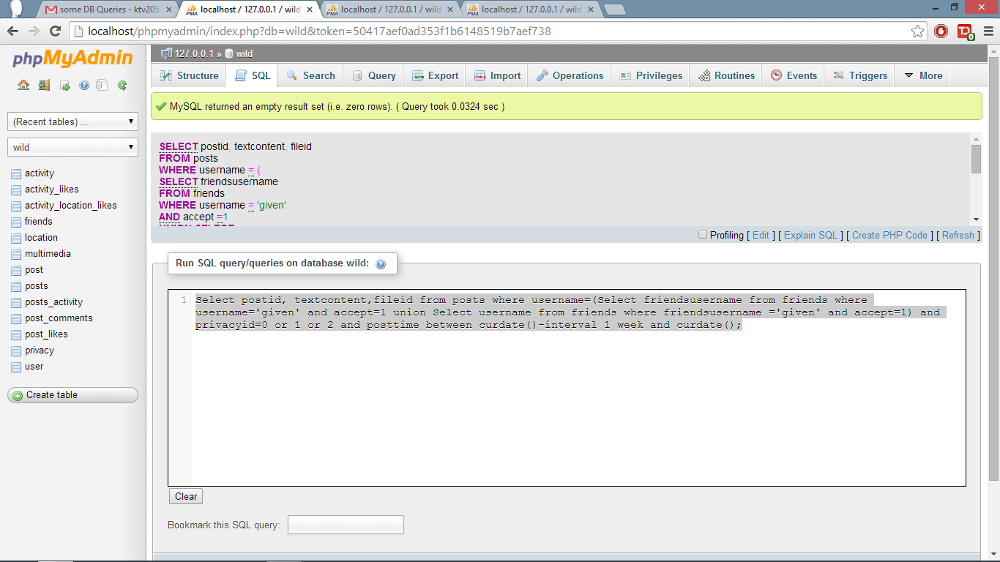 some DB Queries - ktv205
localhost / 127.0.0.1 / wild
localhost / 127.0.0.1 / wild
localhost / 127.0.0.1 / wild
localhost/phpmyadmin/index.php?db=wild&token=50417aef0ad353f1b6148519b7aef738
0
phpMyAdmin
127.0.0.1 » wild
Structure SQL Search Query Export Import Operations Privileges Routines Events Triggers More
MySQL returned an empty result set (i.e. zero rows). ( Query took 0.0324 sec )
(Recent tables) ...
wild
activity
activity_likes
activity_location_likes
friends
location
multimedia
post
posts
posts_activity
post_comments
post_likes
privacy
user
Create table
SELECT postid, textcontent, fileid
FROM posts
WHERE username = (
SELECT friendsusername
FROM friends
WHERE username = 'given'
AND accept =1
UNION SELECT
Profiling [ Edit ] [ Explain SQL ] [ Create PHP Code ] [ Refresh ]
Run SQL query/queries on database wild:
1 Select postid, textcontent,fileid from posts where username=(Select friendsusername from friends where
username='given' and accept=1 union Select username from friends where friendsusername ='given' and accept=1) and
privacyid=0 or 1 or 2 and posttime between curdate()-interval 1 week and curdate();
Clear
Bookmark this SQL query: